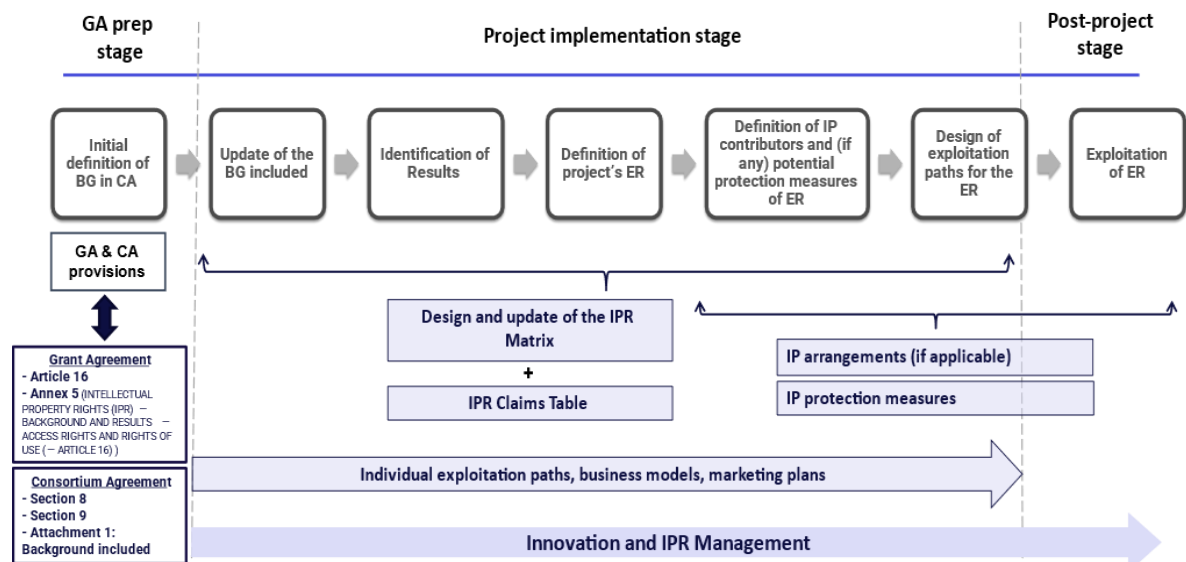 GA prep
stage
Project implementation stage
Post-project
stage
Initial
definition of
BG in CA
Update of the
BG included
Identification of
Results
Definition of
project's ER
Definition of IP
contributors and (if
any) potential
protection measures
of ER
Design of
exploitation
paths for the
ER
Exploitation
of ER
GA & CA
provisions
Grant Agreement
- Article 16
- Annex 5 (INTELLECTUAL
PROPERTY RIGHTS (IPR) —
BACKGROUND AND RESULTS —
ACCESS RIGHTS AND RIGHTS OF
USE (— ARTICLE 16) )
Consortium Agreement
- Section 8
- Section 9
- Attachment 1:
Background included
Design and update of the IPR
Matrix
+
IPR Claims Table
IP arrangements (if applicable)
IP protection measures
Individual exploitation paths, business models, marketing plans
Innovation and IPR Management